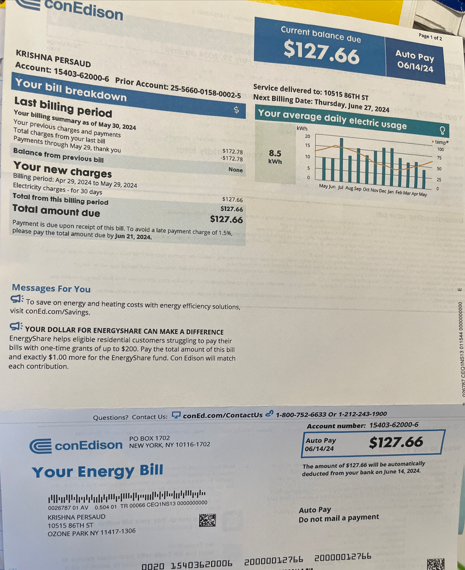 conEdison
Page 1 of 2
Current balance due
$127.66
Auto Pay
06/14/24
KRISHNA PERSAUD
Account: 15403-62000-6 Prior Account: 25-5660-0158-0002-5
Service delivered to: 10515 86TH ST
Next Billing Date: Thursday, June 27, 2024
Your bill breakdown
$
Last billing period
Your billing summary as of May 30, 2024
Your previous charges and payments
Total charges from your last bill $172.78
Payments through May 29, thank you -$172.78
Balance from previous bill None
Your new charges
Billing period: Apr 29, 2024 to May 29, 2024
Electricity charges - for 30 days $127.66
Total from this billing period $127.66
Total amount due $127.66
Payment is due upon receipt of this bill. To avoid a late payment charge of 1.5%,
please pay the total amount due by Jun 21, 2024.
Your average daily electric usage
8.5
kWh
kWh
temp°
20
15
10
5
0
100
75
50
25
0
May Jun Jul Aug Sep Oct Nov Dec Jan Feb Mar Apr May
Messages For You
To save on energy and heating costs with energy efficiency solutions,
visit conEd.com/Savings.
YOUR DOLLAR FOR ENERGYSHARE CAN MAKE A DIFFERENCE
EnergyShare helps eligible residential customers struggling to pay their
bills with one-time grants of up to $200. Pay the total amount of this bill
and exactly $1.00 more for the EnergyShare fund. Con Edison will match
each contribution.
Questions? Contact Us: conEd.com/ContactUs 1-800-752-6633 Or 1-212-243-1900
conEdison
PO BOX 1702
NEW YORK, NY 10116-1702
Account number: 15403-62000-6
Auto Pay
06/14/24
$127.66
Your Energy Bill
The amount of $127.66 will be automatically
deducted from your bank on June 14, 2024.
0026787 01 AV 0.504 01 TR 00066 CEQ1NS13 0000000000
KRISHNA PERSAUD
10515 86TH ST
OZONE PARK NY 11417-1306
Auto Pay
Do not mail a payment
0020 15403620006 20000012766 20000012766